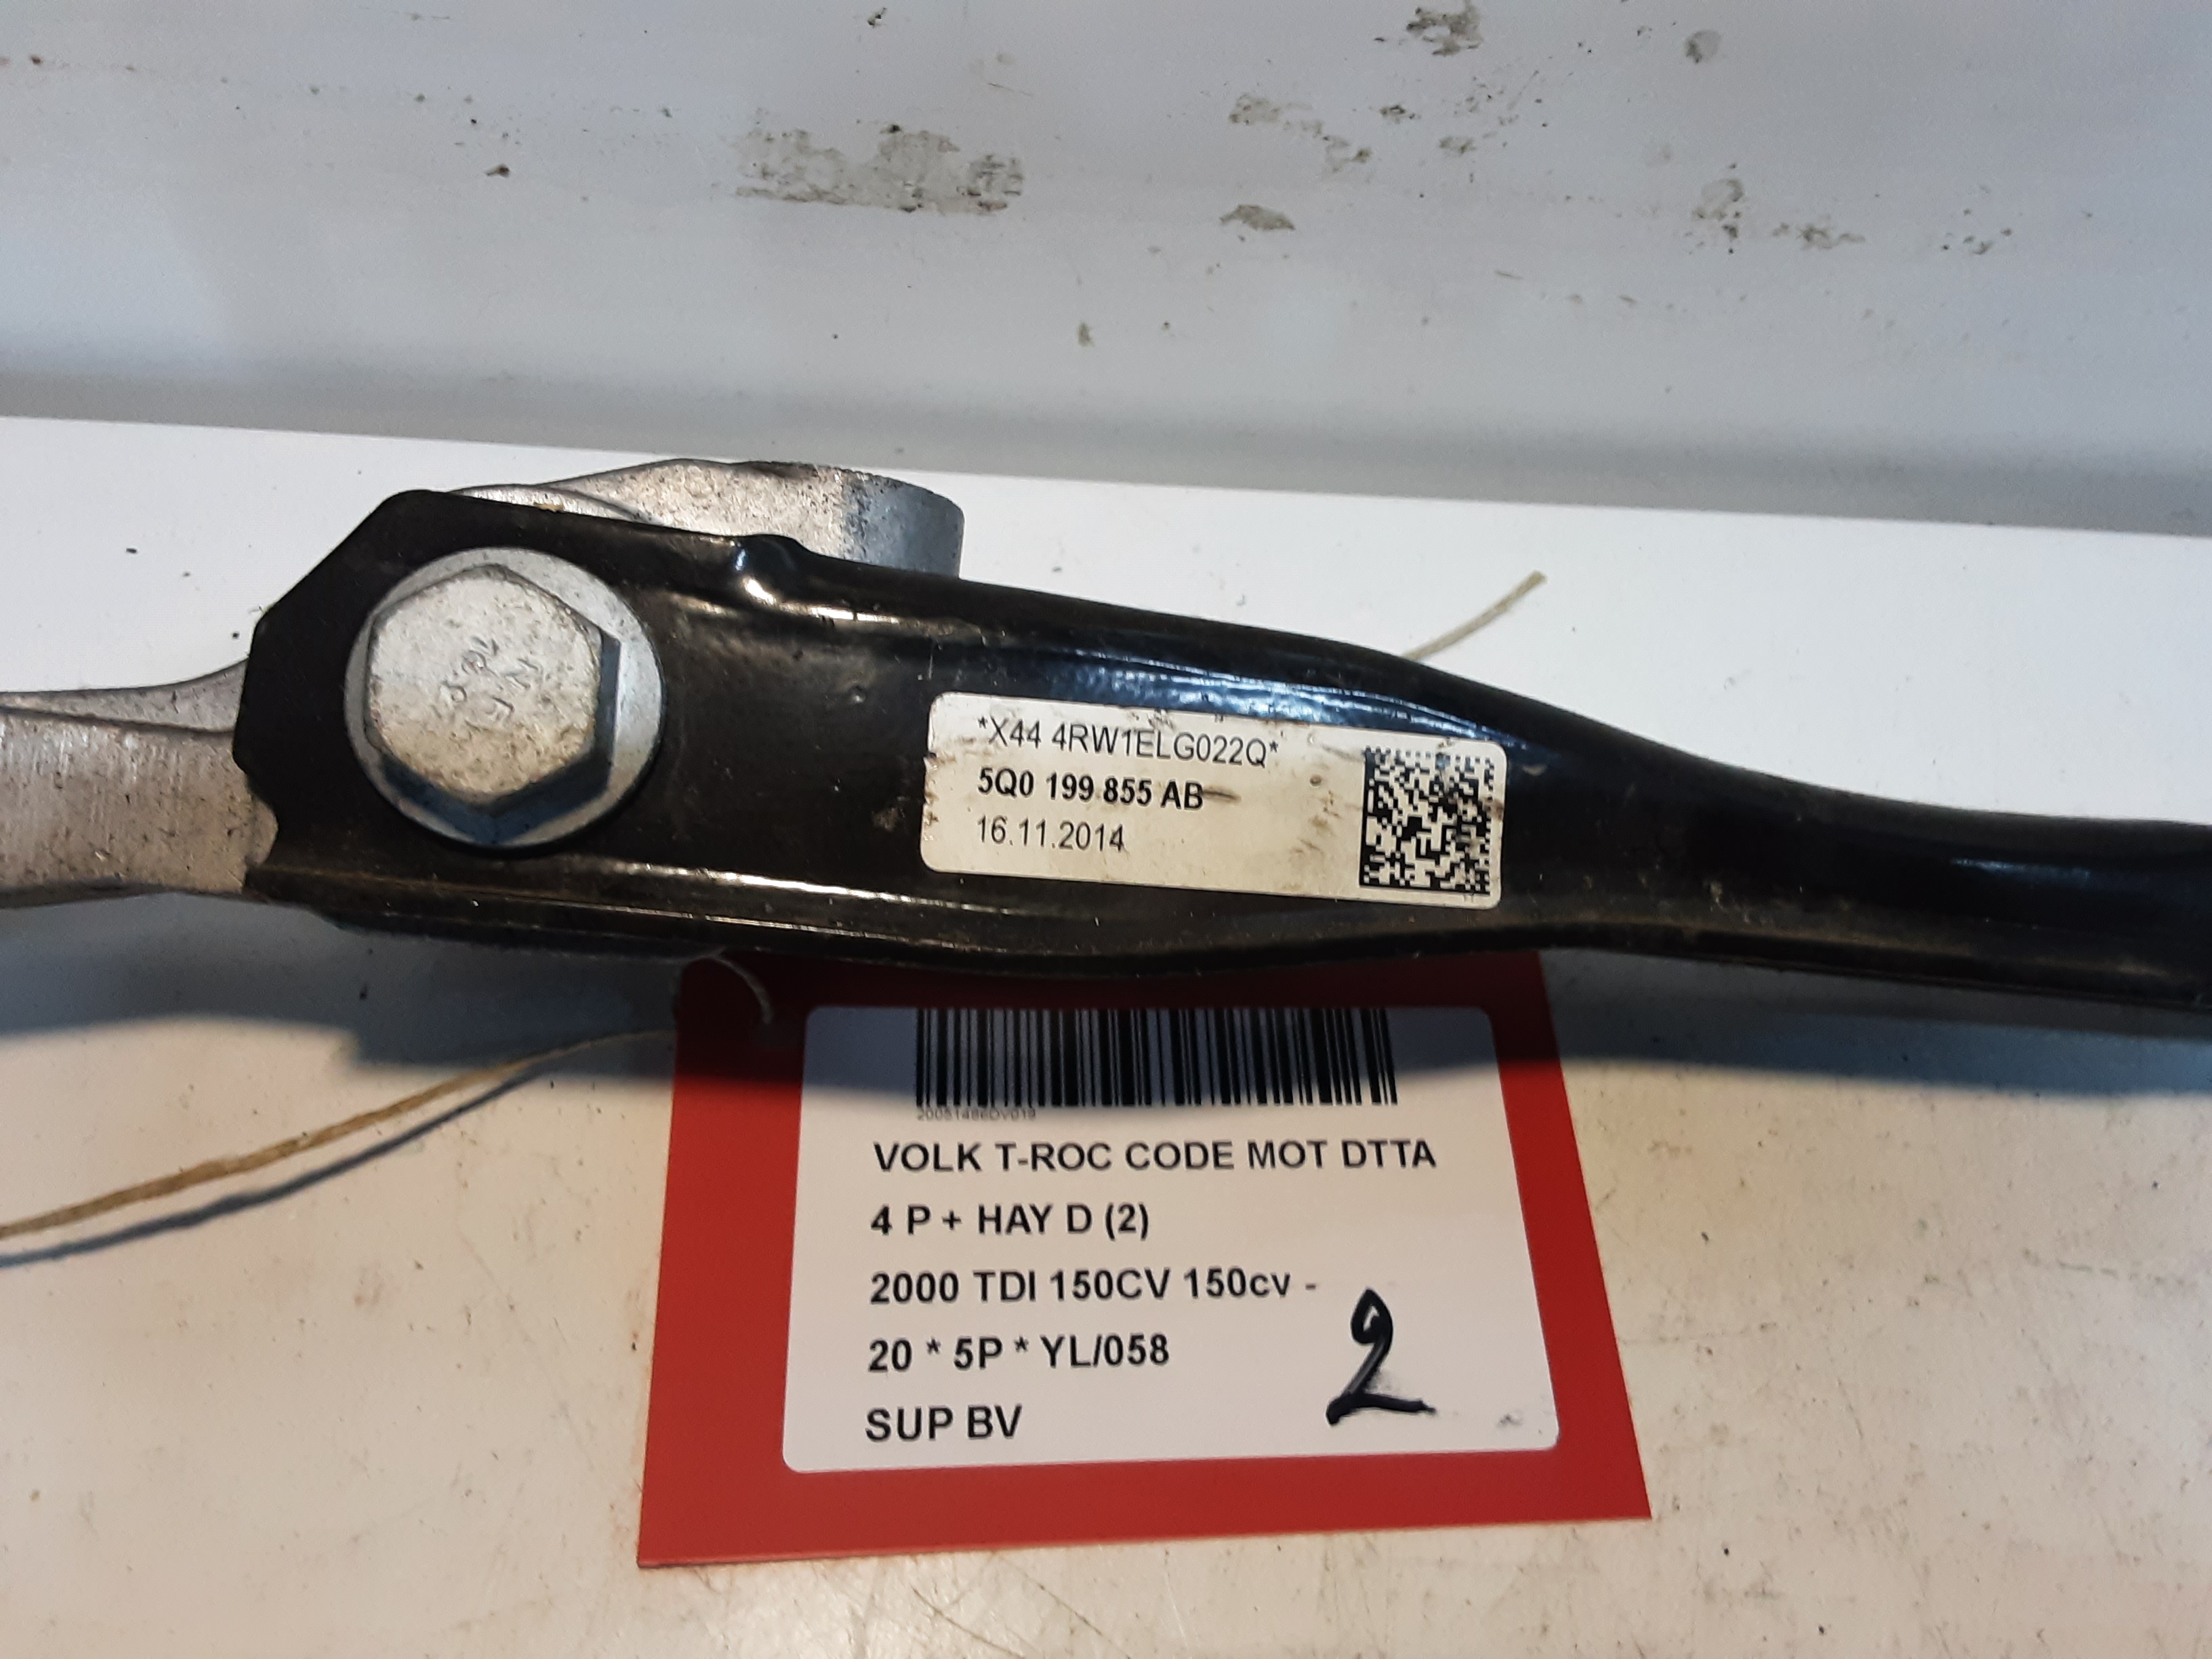 *X44 4RW1ELG022Q*
5Q0 199 855 AB
16.11.2014
VOLK T-ROC CODE MOT DTTA
4 P + HAY D (2)
2000 TDI 150CV 150cv -
20 * 5P * YL/058
SUP BV
2